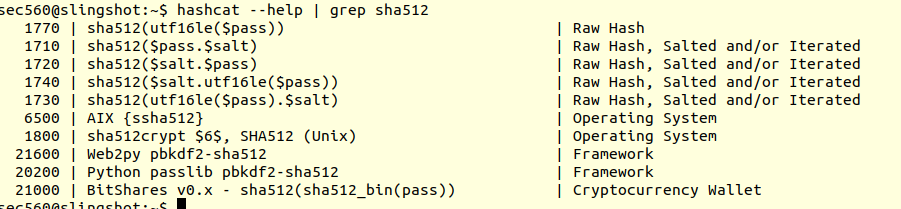 sec560@slingshot:~$ hashcat --help | grep sha512
1770 | sha512(utf16le($pass)) | Raw Hash
1710 | sha512($pass.$salt) | Raw Hash, Salted and/or Iterated
1720 | sha512($salt.$pass) | Raw Hash, Salted and/or Iterated
1740 | sha512($salt.utf16le($pass)) | Raw Hash, Salted and/or Iterated
1730 | sha512(utf16le($pass).$salt) | Raw Hash, Salted and/or Iterated
6500 | AIX {ssha512} | Operating System
1800 | sha512crypt $6$, SHA512 (Unix) | Operating System
21600 | Web2py pbkdf2-sha512 | Framework
20200 | Python passlib pbkdf2-sha512 | Framework
21000 | BitShares v0.x - sha512(sha512_bin(pass)) | Cryptocurrency Wallet
sec560@slingshot:~$